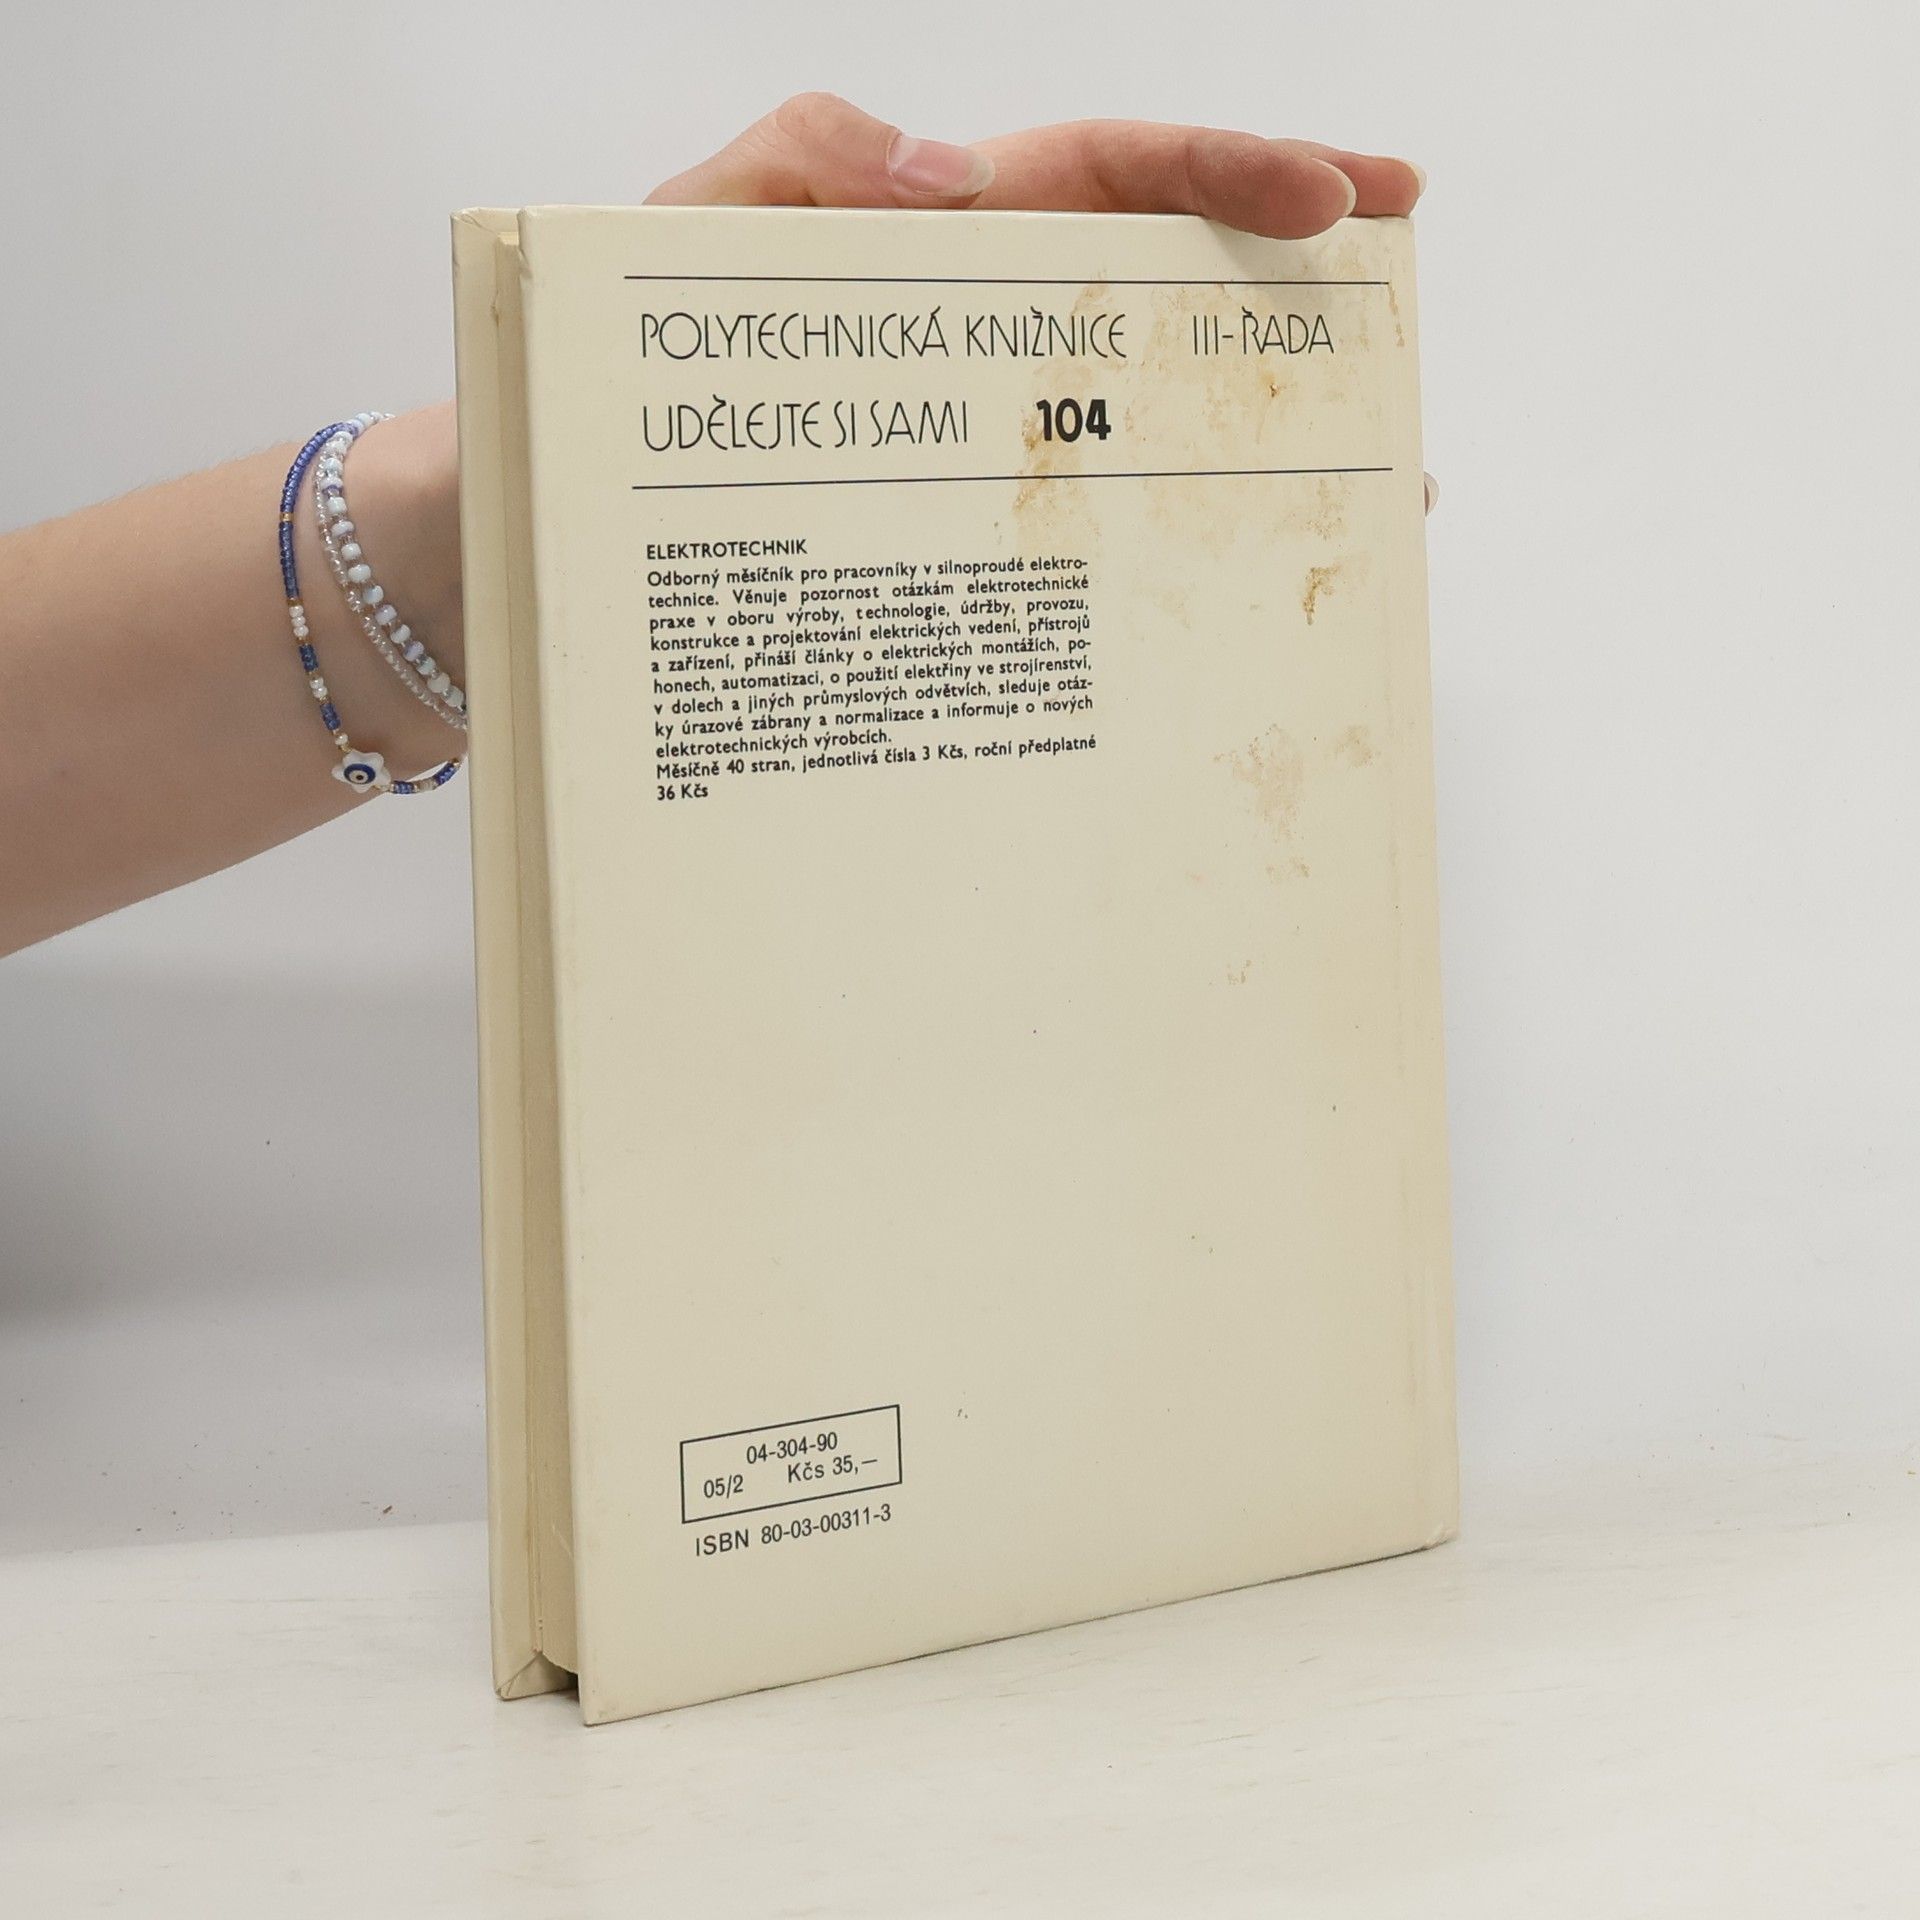 POLYTECHNICKÁ KNIŽNICE III-ŘADA
UDĚLEJTE SI SAMI 104
ELEKTROTECHNIK
Odborný měsíčník pro pracovníky v silnoproudé elektro-
technice. Věnuje pozornost otázkám elektrotechnické
praxe v oboru výroby, technologie, údržby, provozu,
konstrukce a projektování elektrických vedení, přístrojů
a zařízení, přináší články o elektrických montážích, po-
honech, automatizaci, o použití elektřiny ve strojírenství,
v dolech a jiných průmyslových odvětvích, sleduje otáz-
ky úrazové zábrany a normalizace a informuje o nových
elektrotechnických výrobcích.
Měsíčně 40 stran, jednotlivá čísla 3 Kčs, roční předplatné
36 Kčs
04-304-90
05/2 Kčs 35,—
ISBN 80-03-00311-3